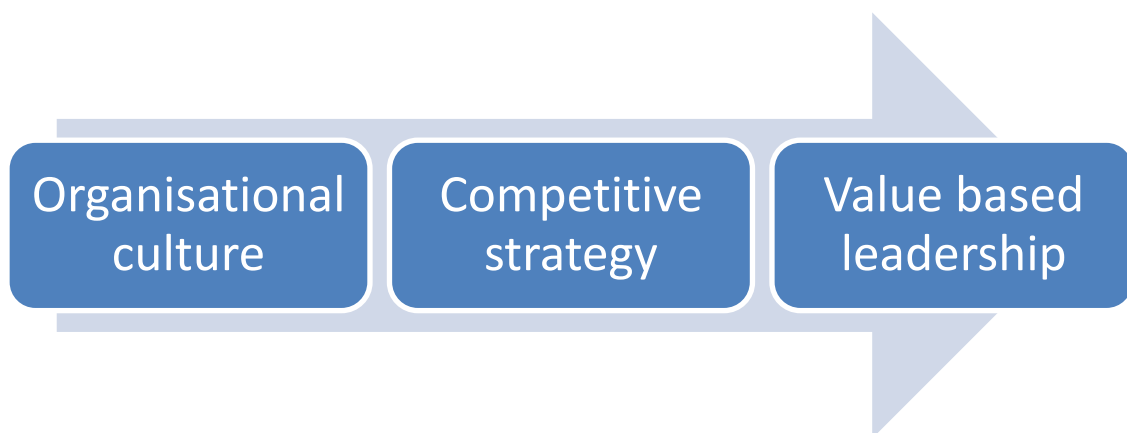 Organisational
culture
Competitive
strategy
Value based
leadership